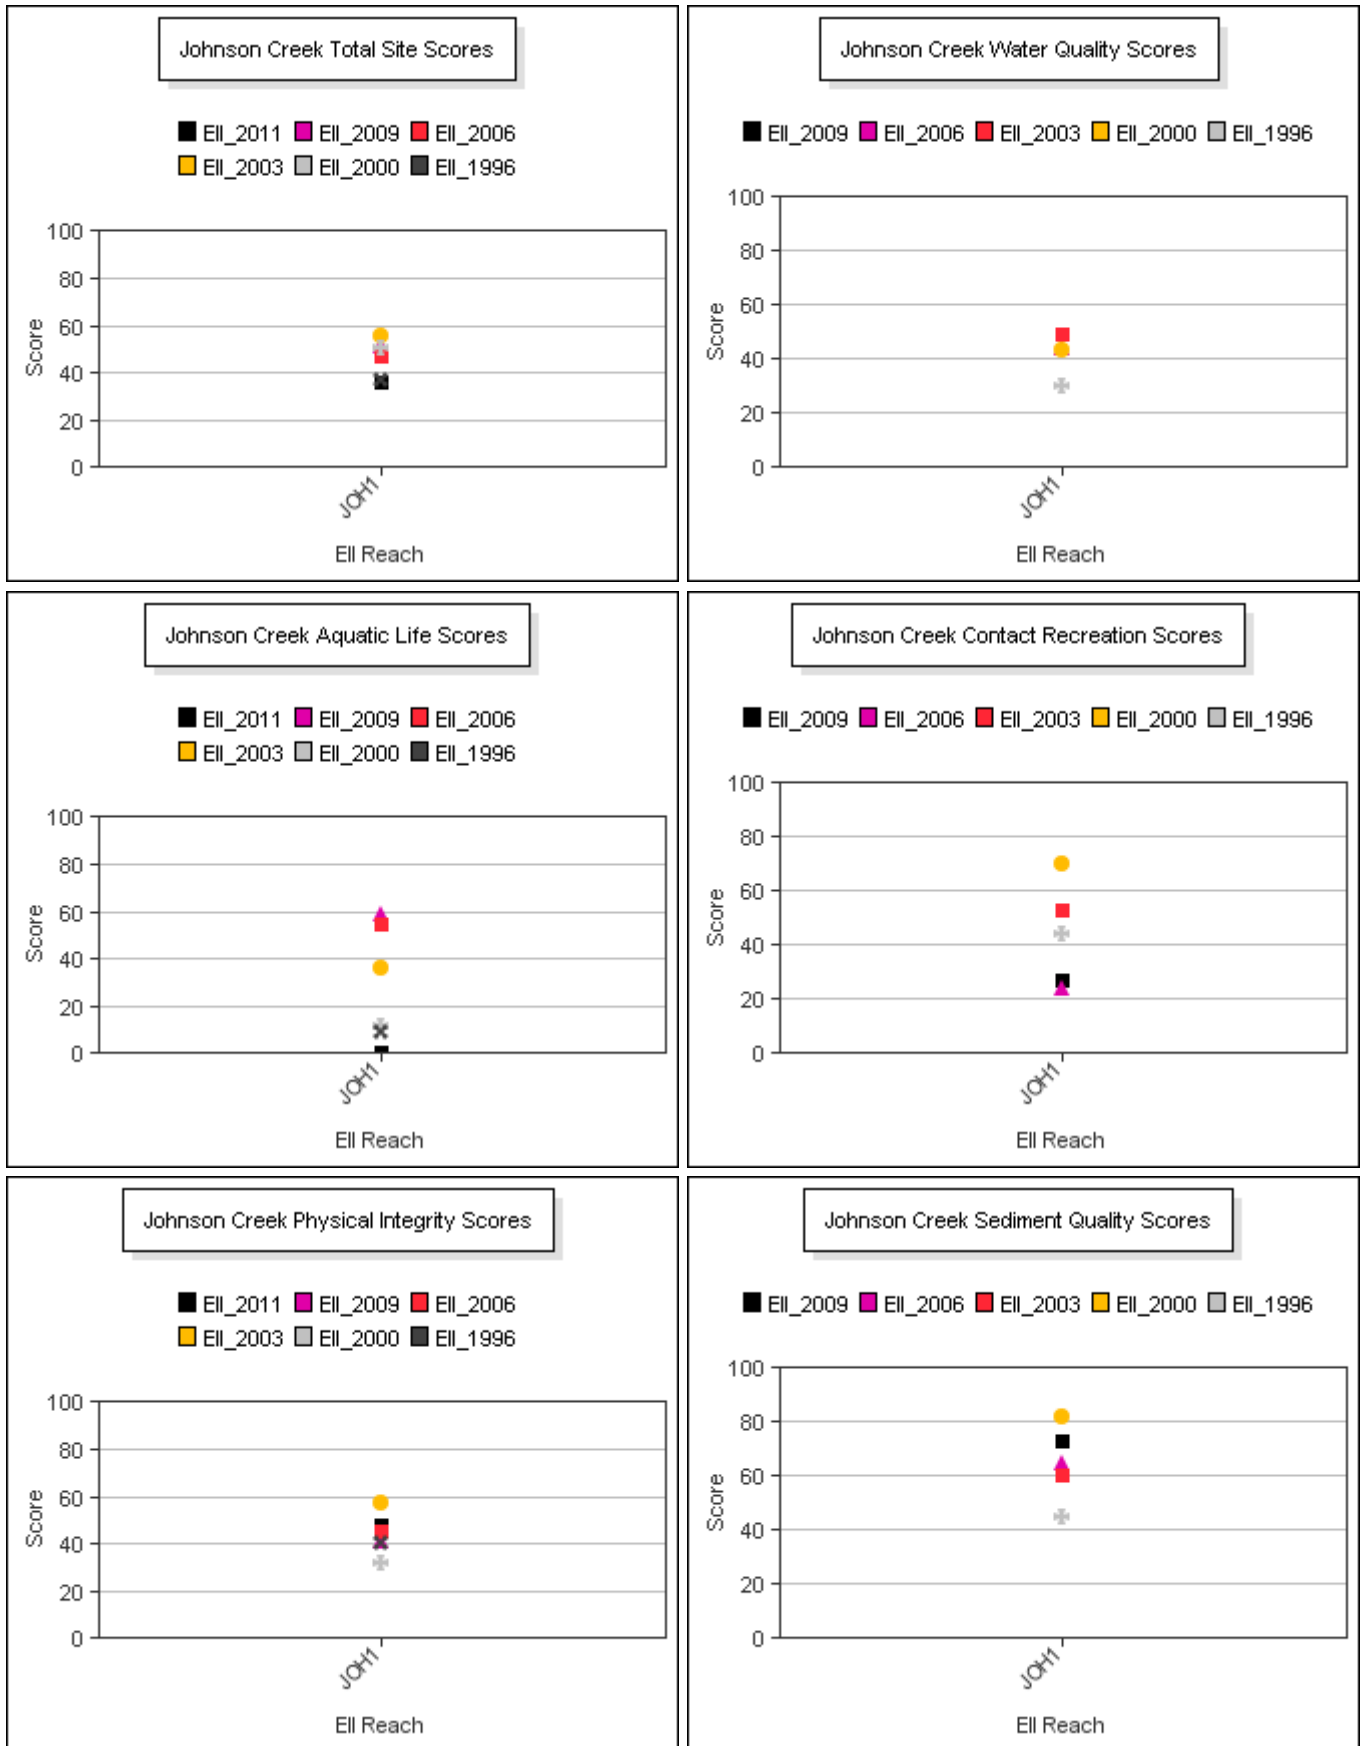 Johnson Creek Total Site Scores
EII_2011 EII_2009 EII_2006
EII_2003 EII_2000 EII_1996
100
80
60
40
20
0
Score
JOH1
EII Reach
Johnson Creek Water Quality Scores
EII_2009 EII_2006 EII_2003 EII_2000 EII_1996
100
80
60
40
20
0
Score
JOH1
EII Reach
Johnson Creek Aquatic Life Scores
EII_2011 EII_2009 EII_2006
EII_2003 EII_2000 EII_1996
100
80
60
40
20
0
Score
JOH1
EII Reach
Johnson Creek Contact Recreation Scores
EII_2009 EII_2006 EII_2003 EII_2000 EII_1996
100
80
60
40
20
0
Score
JOH1
EII Reach
Johnson Creek Physical Integrity Scores
EII_2011 EII_2009 EII_2006
EII_2003 EII_2000 EII_1996
100
80
60
40
20
0
Score
JOH1
EII Reach
Johnson Creek Sediment Quality Scores
EII_2009 EII_2006 EII_2003 EII_2000 EII_1996
100
80
60
40
20
0
Score
JOH1
EII Reach